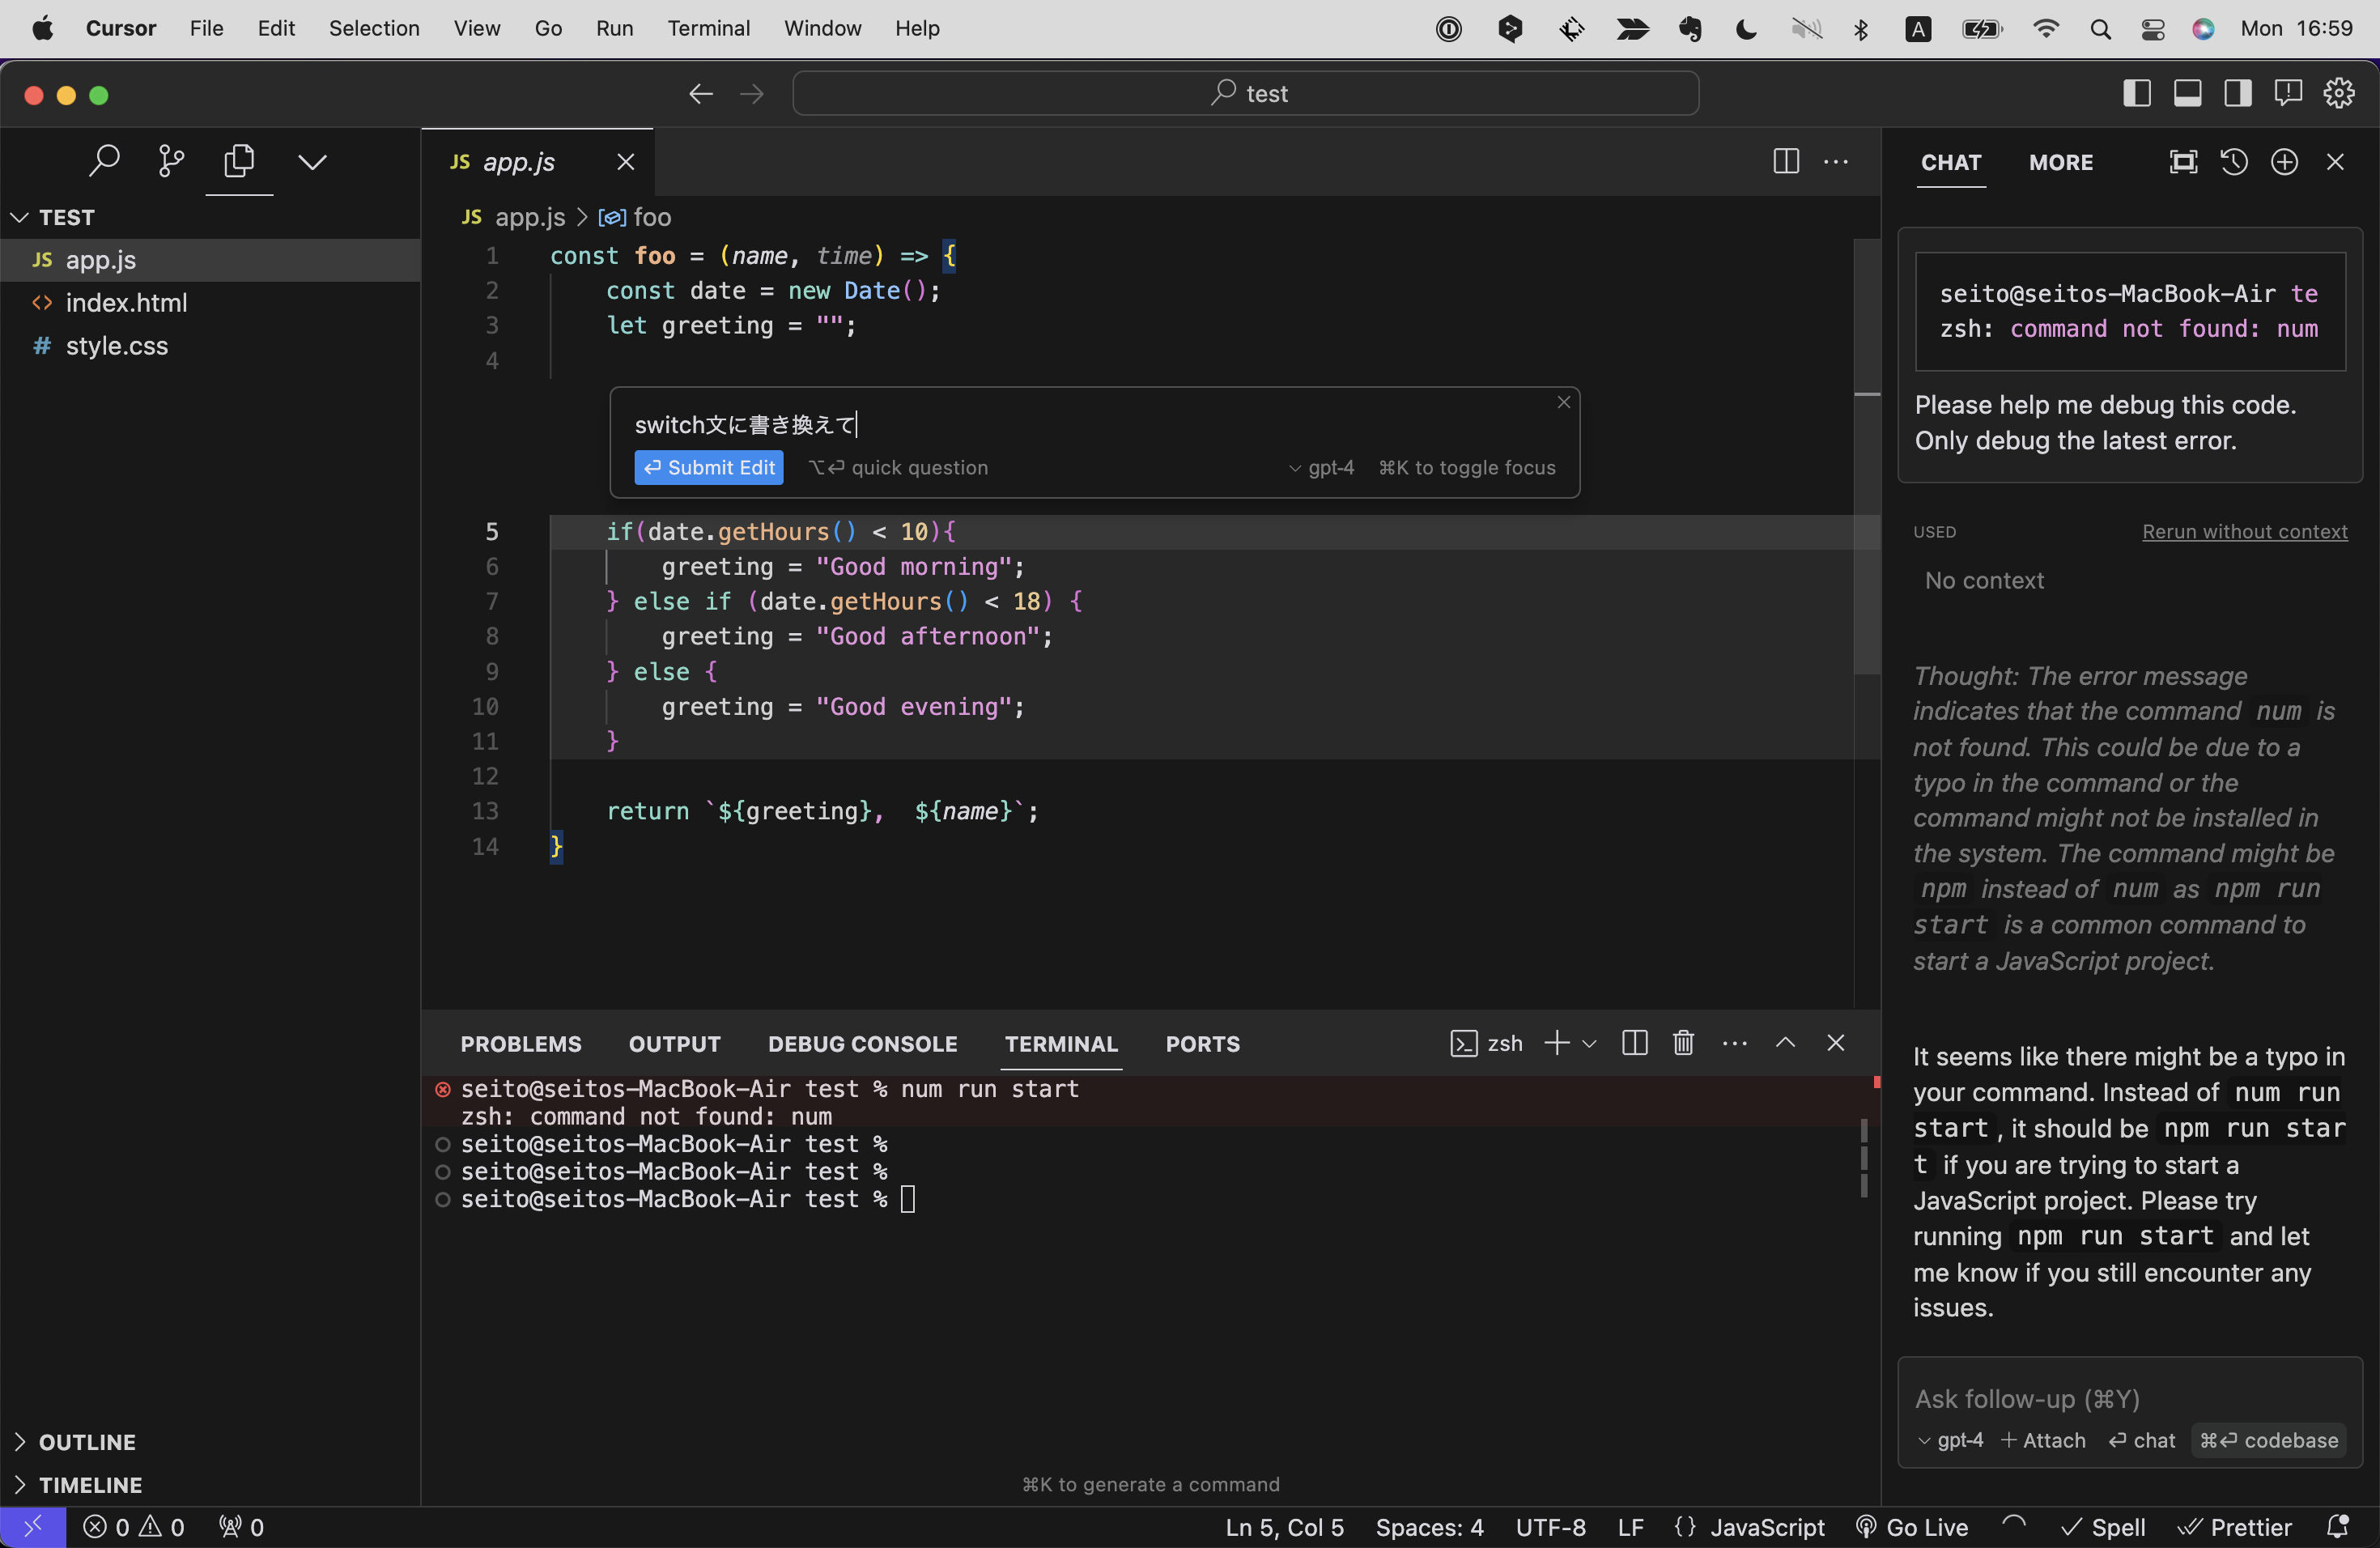 Cursor File Edit Selection View Go Run Terminal Window Help A Mon 16:59
test
JS app.js
CHAT MORE
TEST
JS app.js
<> index.html
# style.css
JS app.js > foo
1 const foo = (name, time) => {
2 const date = new Date();
3 let greeting = "";
4
switch文に書き換えて
Submit Edit ⌥⏎ quick question gpt-4 ⌘K to toggle focus
5 if(date.getHours() < 10){
6 greeting = "Good morning";
7 } else if (date.getHours() < 18) {
8 greeting = "Good afternoon";
9 } else {
10 greeting = "Good evening";
11 }
12
13 return `${greeting}, ${name}`;
14 }
PROBLEMS OUTPUT DEBUG CONSOLE TERMINAL PORTS zsh
seito@seitos-MacBook-Air test % num run start
zsh: command not found: num
seito@seitos-MacBook-Air test %
seito@seitos-MacBook-Air test %
seito@seitos-MacBook-Air test %
⌘K to generate a command
seito@seitos-MacBook-Air te
zsh: command not found: num
Please help me debug this code.
Only debug the latest error.
USED Rerun without context
No context
Thought: The error message
indicates that the command num is
not found. This could be due to a
typo in the command or the
command might not be installed in
the system. The command might be
npm instead of num as npm run
start is a common command to
start a JavaScript project.
It seems like there might be a typo in
your command. Instead of num run
start , it should be npm run star
t if you are trying to start a
JavaScript project. Please try
running npm run start and let
me know if you still encounter any
issues.
Ask follow-up (⌘Y)
gpt-4 + Attach ⏎ chat ⌘⏎ codebase
OUTLINE
TIMELINE
0 0 0 Ln 5, Col 5 Spaces: 4 UTF-8 LF {} JavaScript Go Live Spell Prettier